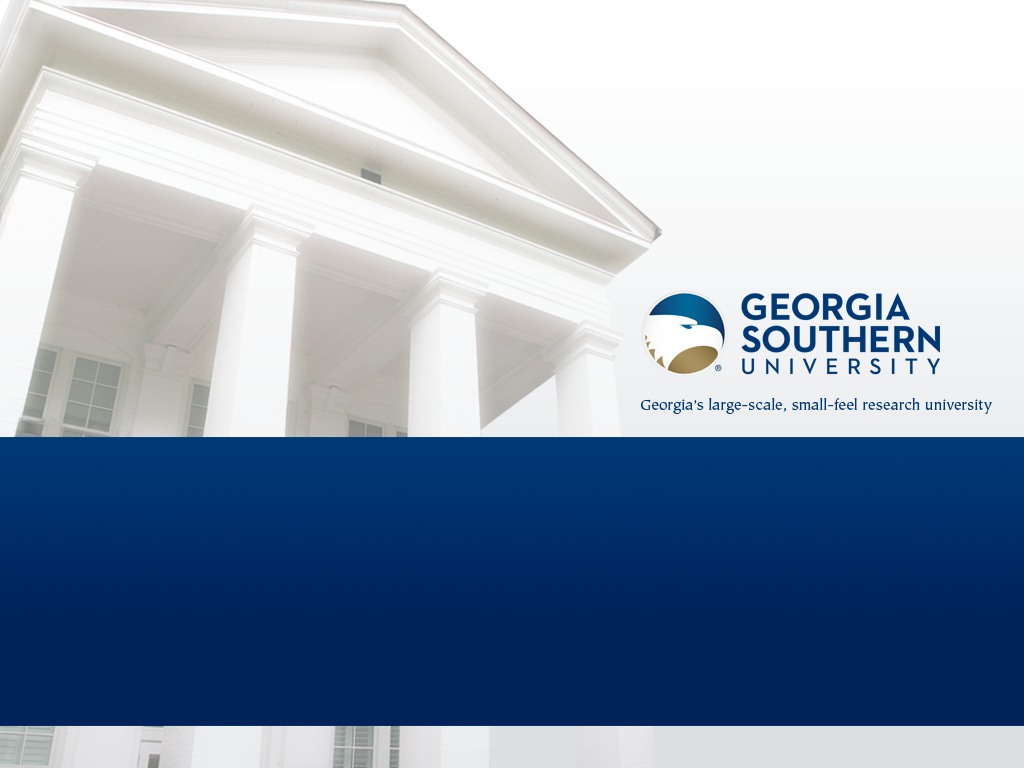 GEORGIA
SOUTHERN
UNIVERSITY
®
Georgia's large-scale, small-feel research university